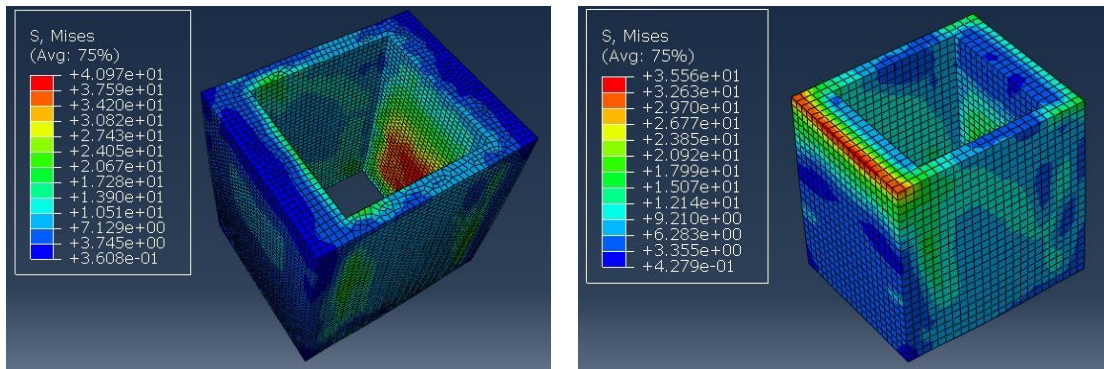 S, Mises
(Avg: 75%)
+4.097e+01
+3.759e+01
+3.420e+01
+3.082e+01
+2.743e+01
+2.405e+01
+2.067e+01
+1.728e+01
+1.390e+01
+1.051e+01
+7.129e+00
+3.745e+00
+3.608e-01
S, Mises
(Avg: 75%)
+3.556e+01
+3.263e+01
+2.970e+01
+2.677e+01
+2.385e+01
+2.092e+01
+1.799e+01
+1.507e+01
+1.214e+01
+9.210e+00
+6.283e+00
+3.355e+00
+4.279e-01